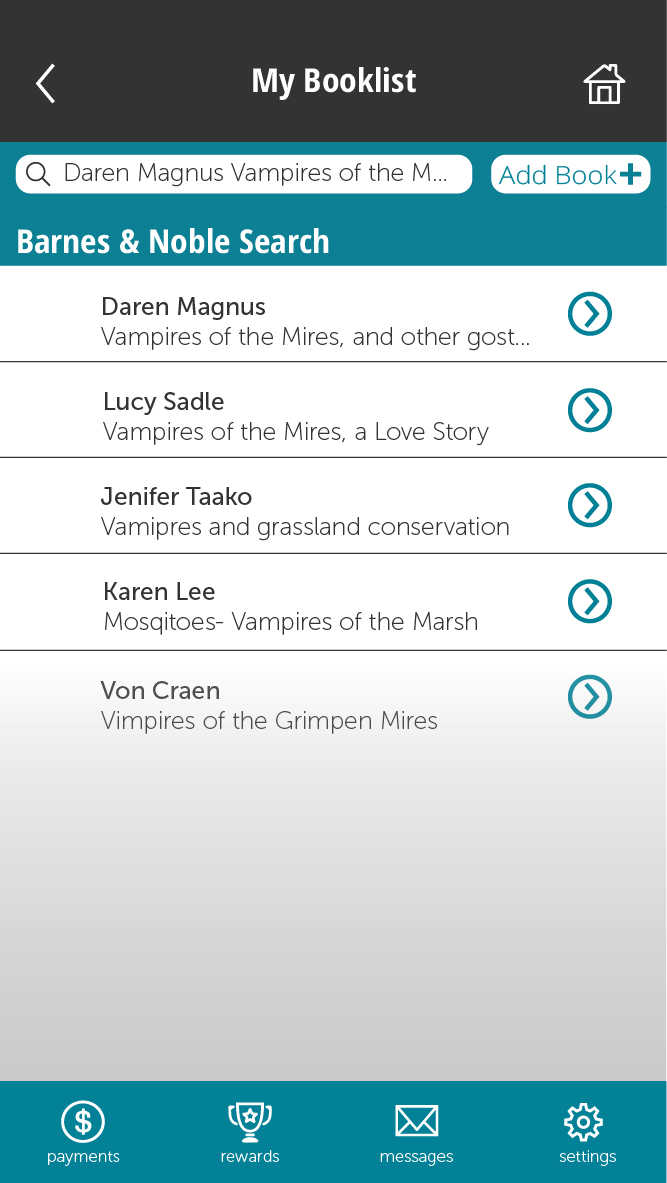 My Booklist
Daren Magnus Vampires of the M...
Add Book+
Barnes & Noble Search
Daren Magnus
Vampires of the Mires, and other gost...
Lucy Sadle
Vampires of the Mires, a Love Story
Jenifer Taako
Vamipres and grassland conservation
Karen Lee
Mosqitoes- Vampires of the Marsh
Von Craen
Vimpires of the Grimpen Mires
$
payments
rewards
messages
settings